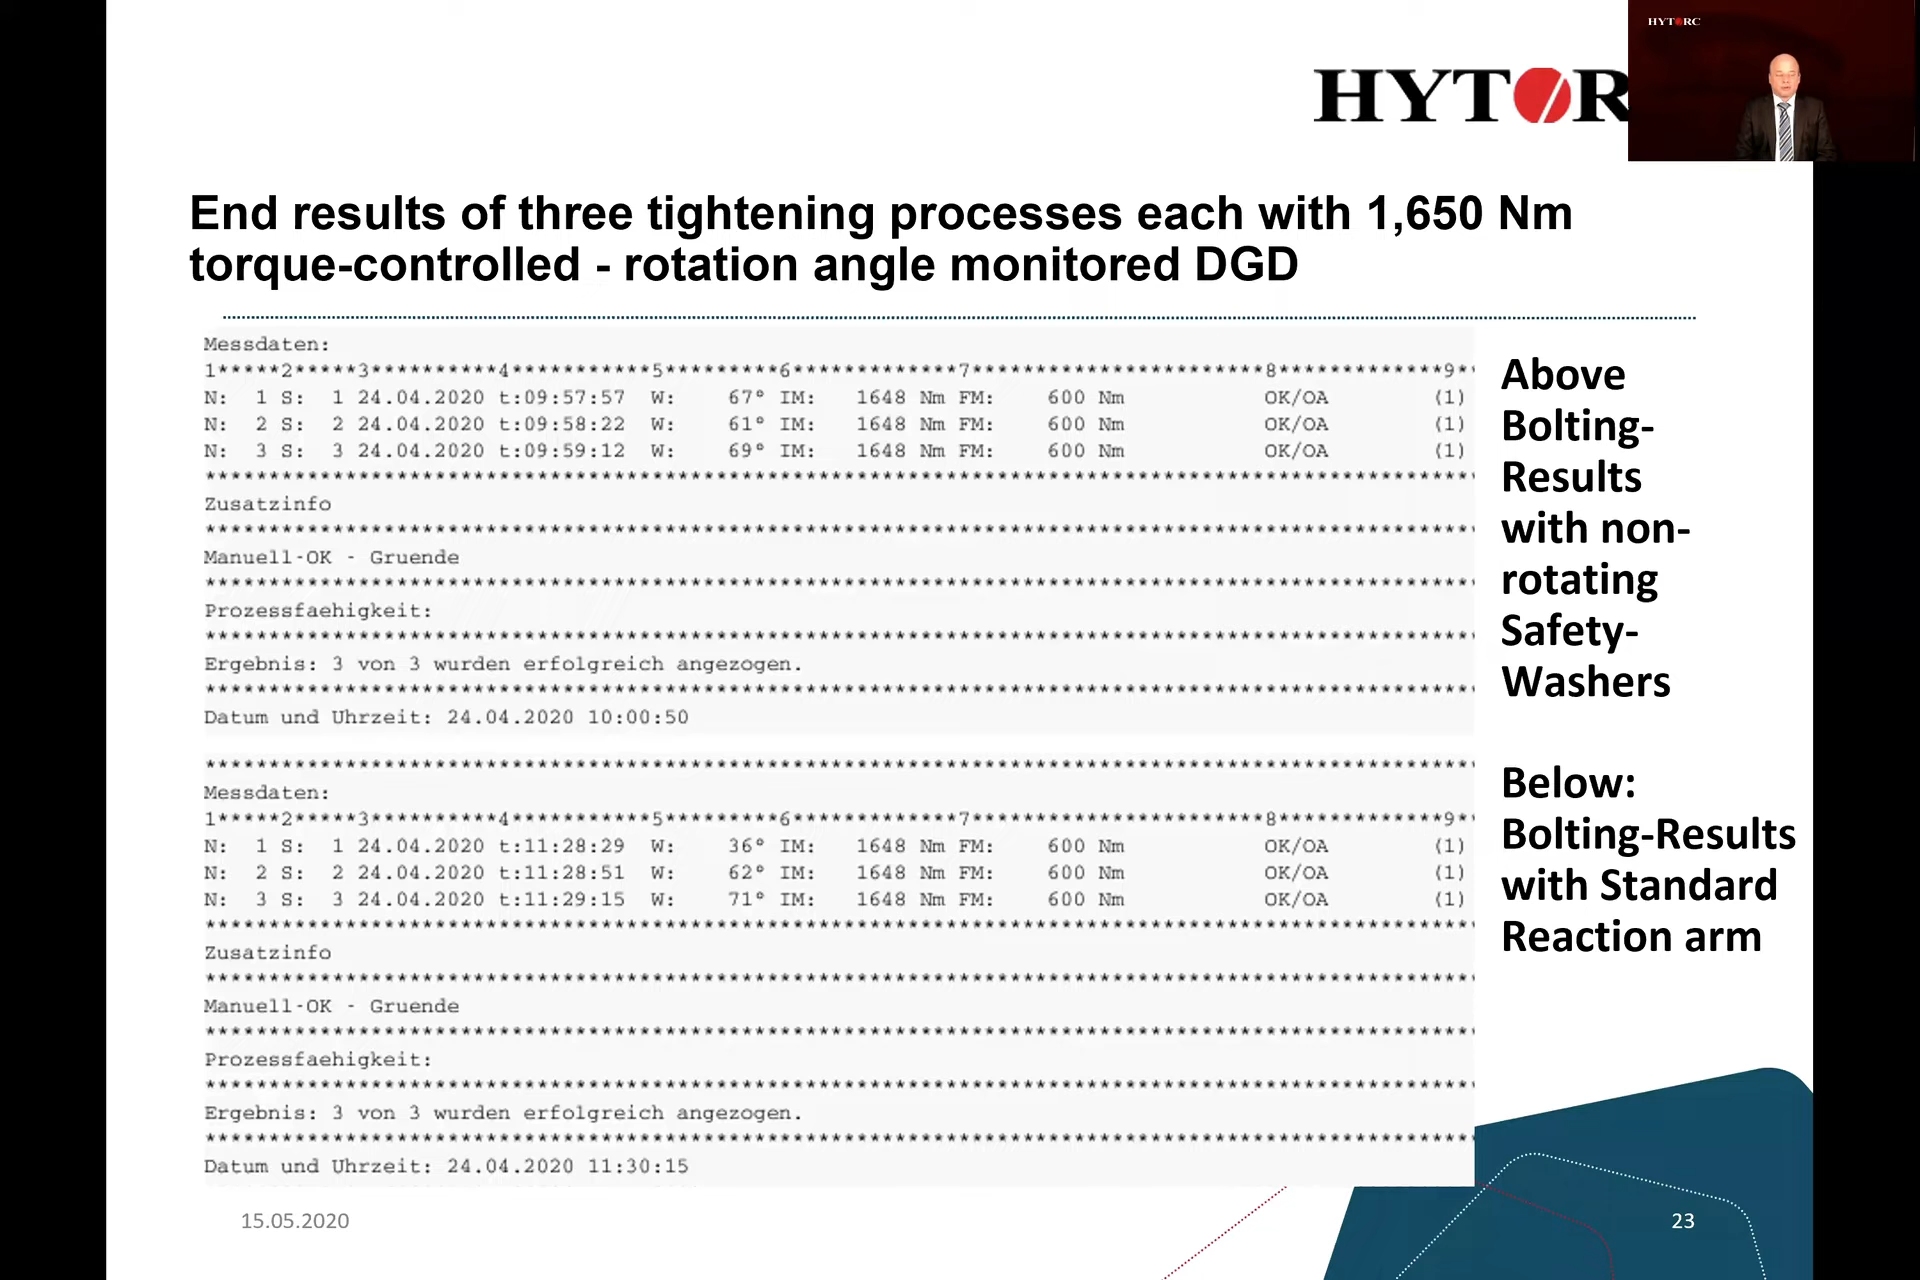 HYTORC
HYTOR
End results of three tightening processes each with 1,650 Nm
torque-controlled - rotation angle monitored DGD
Messdaten:
1*****2*****3**********4***********5*********6*************7***********************8*************9**
N: 1 S: 1 24.04.2020 t:09:57:57 W: 67° IM: 1648 Nm FM: 600 Nm OK/OA (1)
N: 2 S: 2 24.04.2020 t:09:58:22 W: 61° IM: 1648 Nm FM: 600 Nm OK/OA (1)
N: 3 S: 3 24.04.2020 t:09:59:12 W: 69° IM: 1648 Nm FM: 600 Nm OK/OA (1)
****************************************************************************************************
Zusatzinfo
****************************************************************************************************
Manuell-OK - Gruende
****************************************************************************************************
Prozessfaehigkeit:
****************************************************************************************************
Ergebnis: 3 von 3 wurden erfolgreich angezogen.
****************************************************************************************************
Datum und Uhrzeit: 24.04.2020 10:00:50
****************************************************************************************************
Messdaten:
1*****2*****3**********4***********5*********6*************7***********************8*************9**
N: 1 S: 1 24.04.2020 t:11:28:29 W: 36° IM: 1648 Nm FM: 600 Nm OK/OA (1)
N: 2 S: 2 24.04.2020 t:11:28:51 W: 62° IM: 1648 Nm FM: 600 Nm OK/OA (1)
N: 3 S: 3 24.04.2020 t:11:29:15 W: 71° IM: 1648 Nm FM: 600 Nm OK/OA (1)
****************************************************************************************************
Zusatzinfo
****************************************************************************************************
Manuell-OK - Gruende
****************************************************************************************************
Prozessfaehigkeit:
****************************************************************************************************
Ergebnis: 3 von 3 wurden erfolgreich angezogen.
****************************************************************************************************
Datum und Uhrzeit: 24.04.2020 11:30:15
Above
Bolting-
Results
with non-
rotating
Safety-
Washers
Below:
Bolting-Results
with Standard
Reaction arm
15.05.2020
23